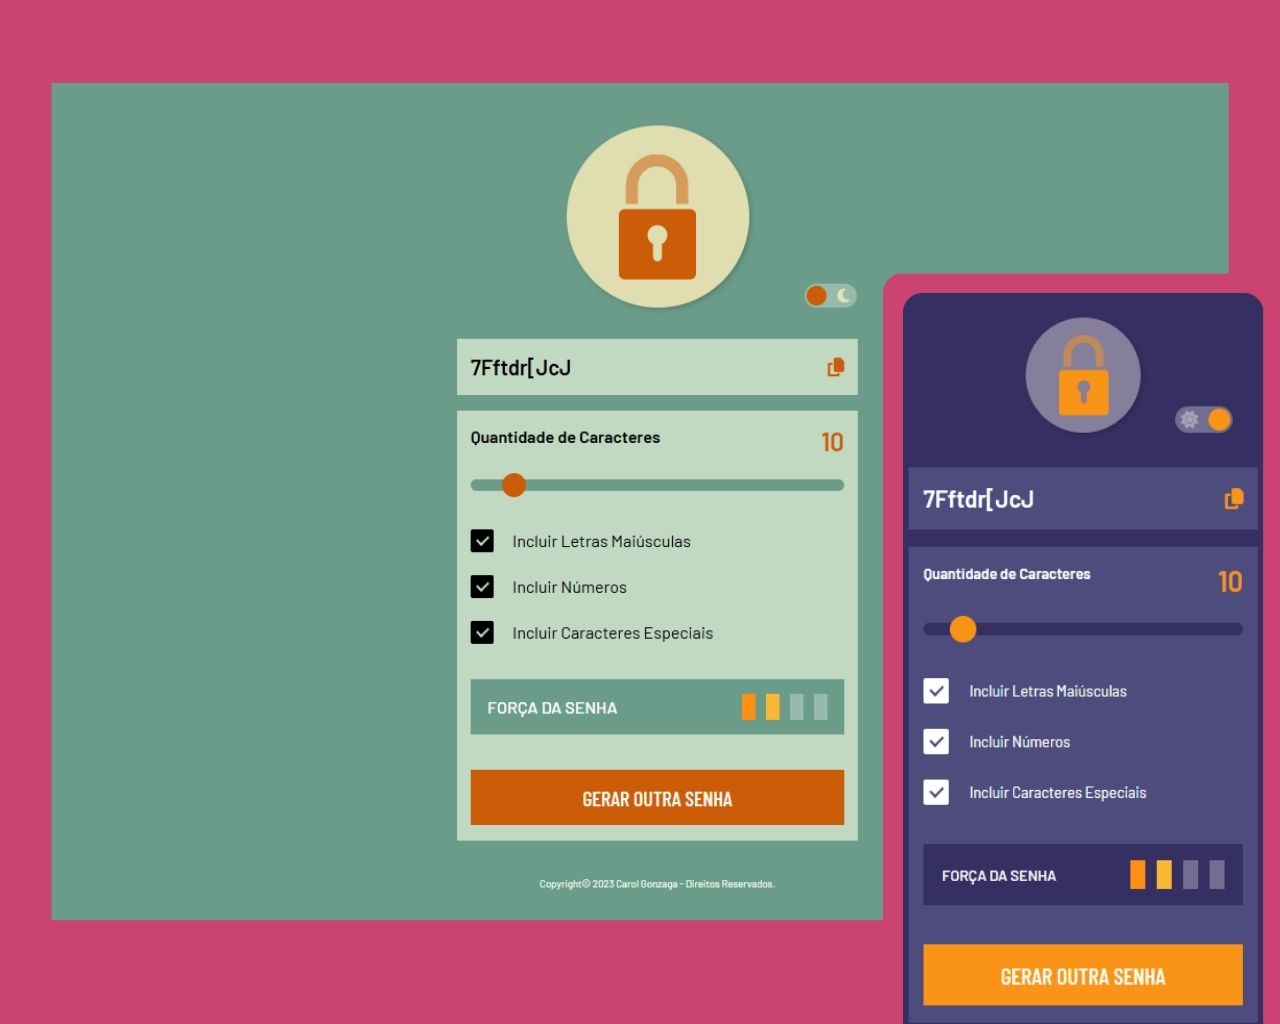 7Fftdr[JcJ
Quantidade de Caracteres
10
Incluir Letras Maiúsculas
Incluir Números
Incluir Caracteres Especiais
FORÇA DA SENHA
GERAR OUTRA SENHA
Copyright© 2023 Carol Gonzaga - Direitos Reservados.
7Fftdr[JcJ
Quantidade de Caracteres
10
Incluir Letras Maiúsculas
Incluir Números
Incluir Caracteres Especiais
FORÇA DA SENHA
GERAR OUTRA SENHA